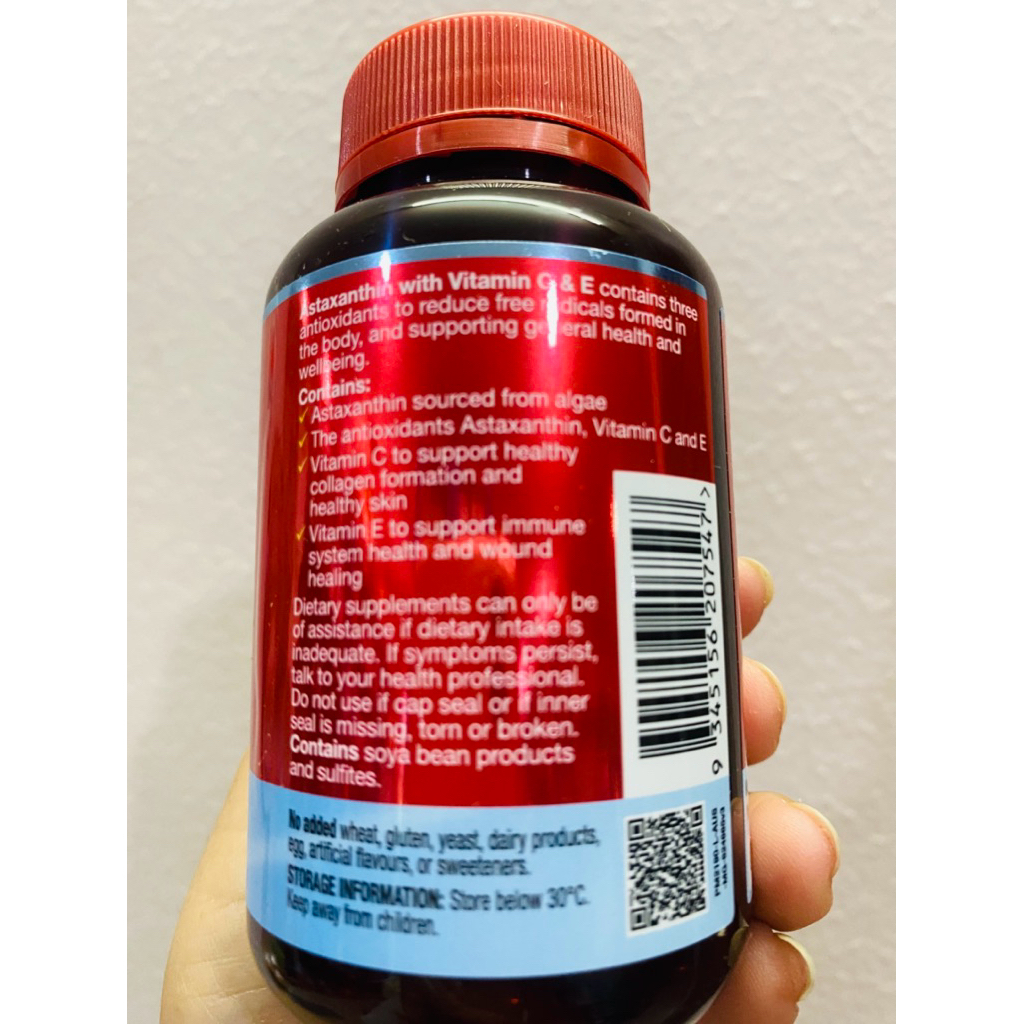 Astaxanthin with Vitamin C & E contains three
antioxidants to reduce free radicals formed in
the body, and supporting general health and
wellbeing.
Contains:
✓ Astaxanthin sourced from algae
✓ The antioxidants Astaxanthin, Vitamin C and E
✓ Vitamin C to support healthy
collagen formation and
healthy skin
✓ Vitamin E to support immune
system health and wound
healing
Dietary supplements can only be
of assistance if dietary intake is
inadequate. If symptoms persist,
talk to your health professional.
Do not use if cap seal or if inner
seal is missing, torn or broken.
Contains soya bean products
and sulfites.
9 345156 207547 >
No added wheat, gluten, yeast, dairy products,
egg, artificial flavours, or sweeteners.
STORAGE INFORMATION: Store below 30°C.
Keep away from children.